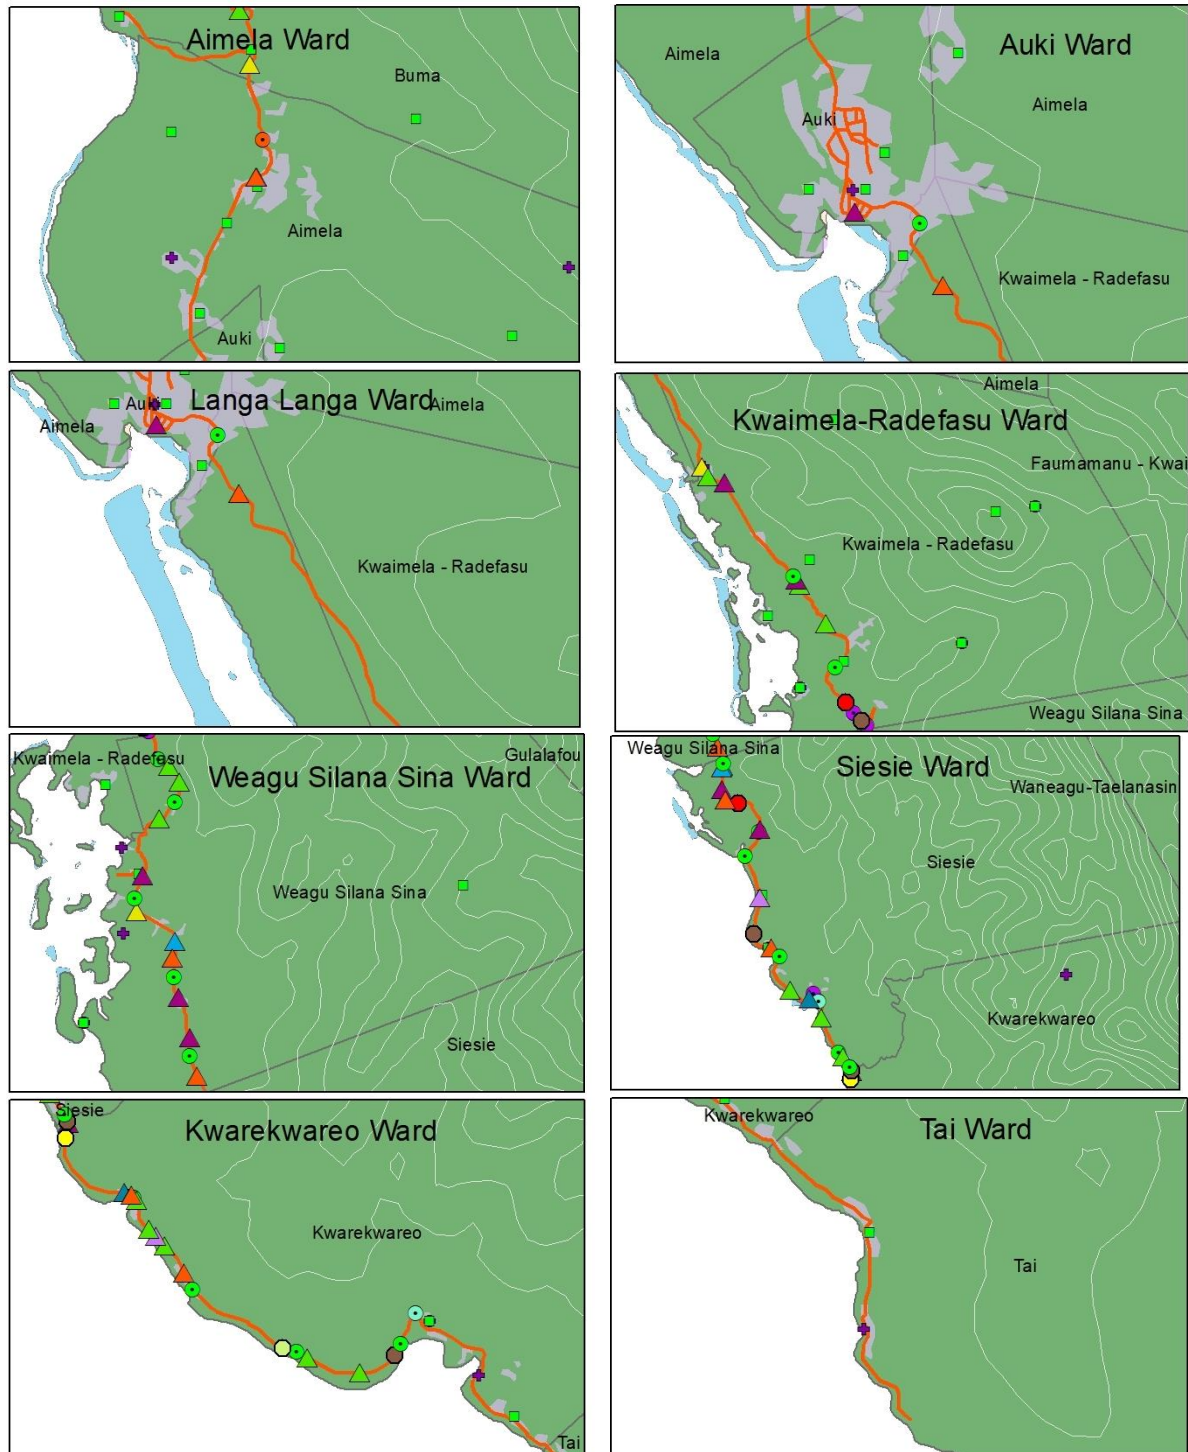 Aimela Ward
Buma
Aimela
Auki
Auki Ward
Aimela
Aimela
Auki
Kwaimela - Radefasu
Langa Langa Ward
Auki
Aimela
Aimela
Kwaimela - Radefasu
Kwaimela-Radefasu Ward
Aimela
Faumamanu - Kwai
Kwaimela - Radefasu
Weagu Silana Sina
Weagu Silana Sina Ward
Kwaimela - Radefasu
Gulalafou
Weagu Silana Sina
Siesie
Siesie Ward
Weagu Silana Sina
Waneagu-Taelanasin
Siesie
Kwarekwareo
Kwarekwareo Ward
Siesie
Kwarekwareo
Tai
Tai Ward
Kwarekwareo
Tai